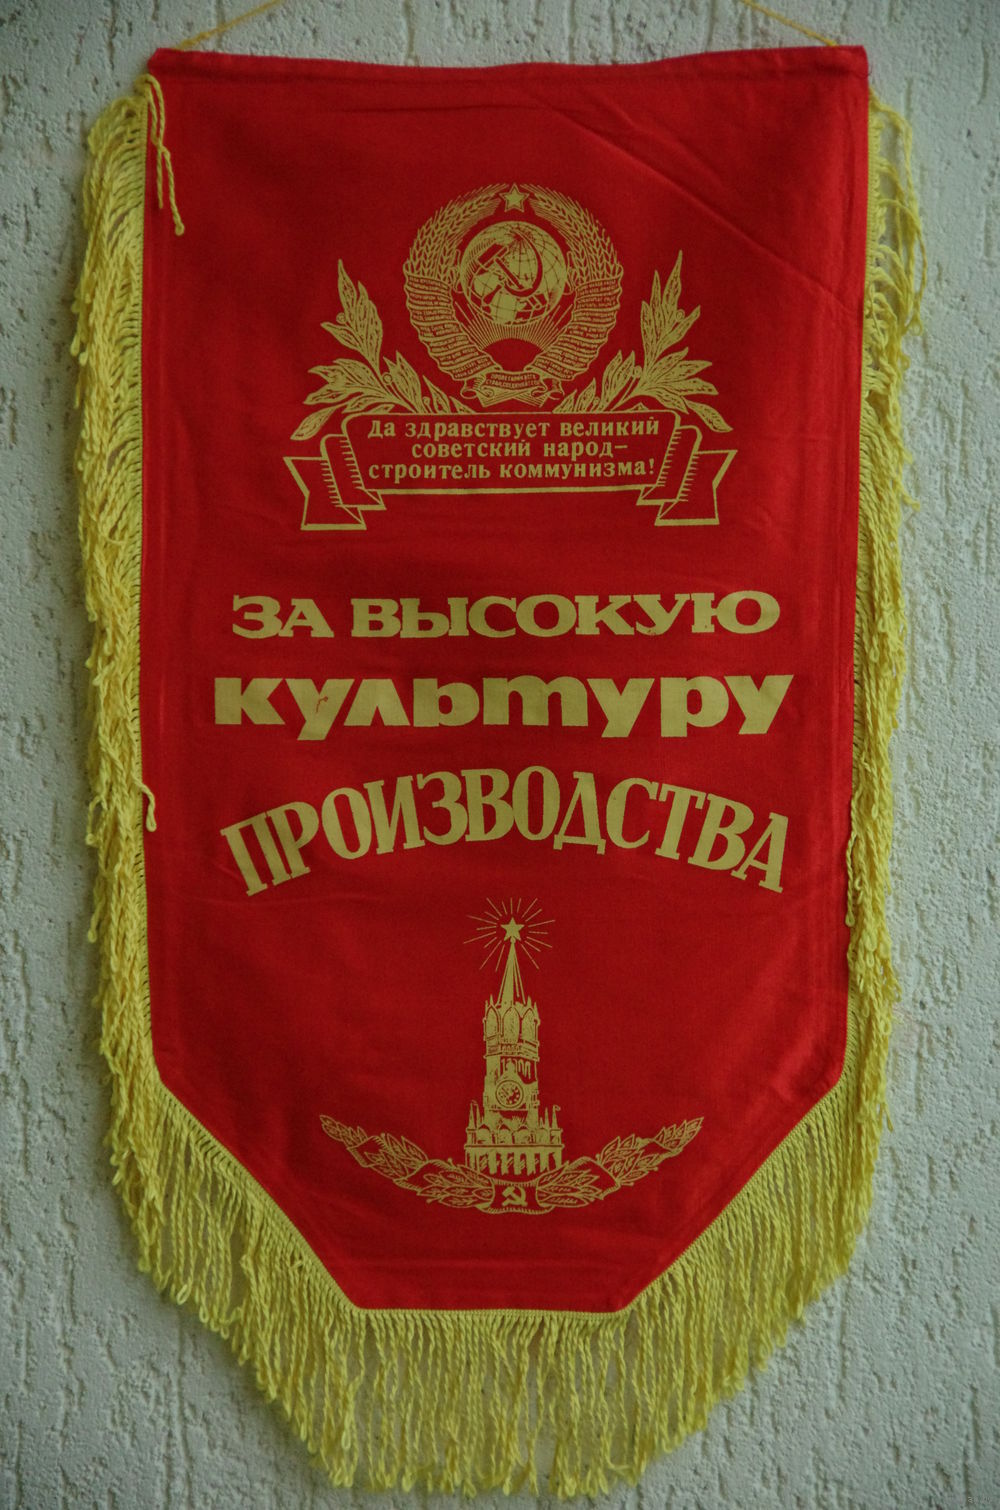 Да здравствует великий
советский народ-
строитель коммунизма!
ЗА ВЫСОКУЮ
культуру
ПРОИЗВОДСТВА